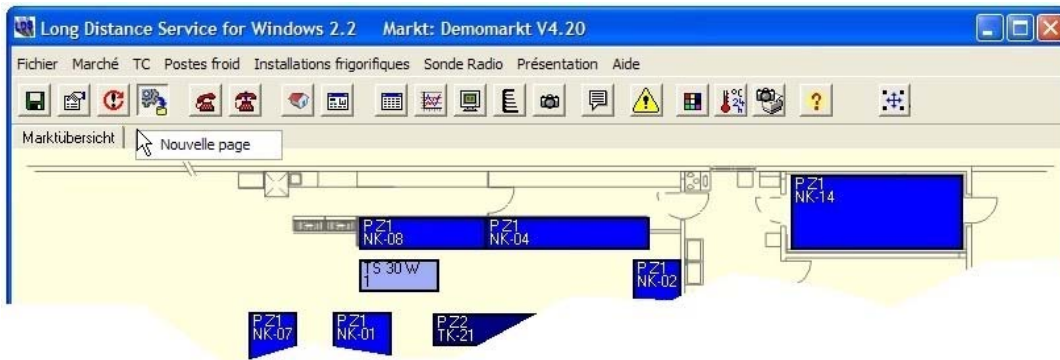 Long Distance Service for Windows 2.2 Markt: Demomarkt V4.20
Fichier Marché TC Postes froid Installations frigorifiques Sonde Radio Présentation Aide
°C
24
h
?
Marktübersicht
Nouvelle page
PZ1
NK-14
PZ1
NK-08
PZ1
NK-04
TS 30 W
1
PZ1
NK-02
PZ1
NK-07
PZ1
NK-01
PZ2
TK-21